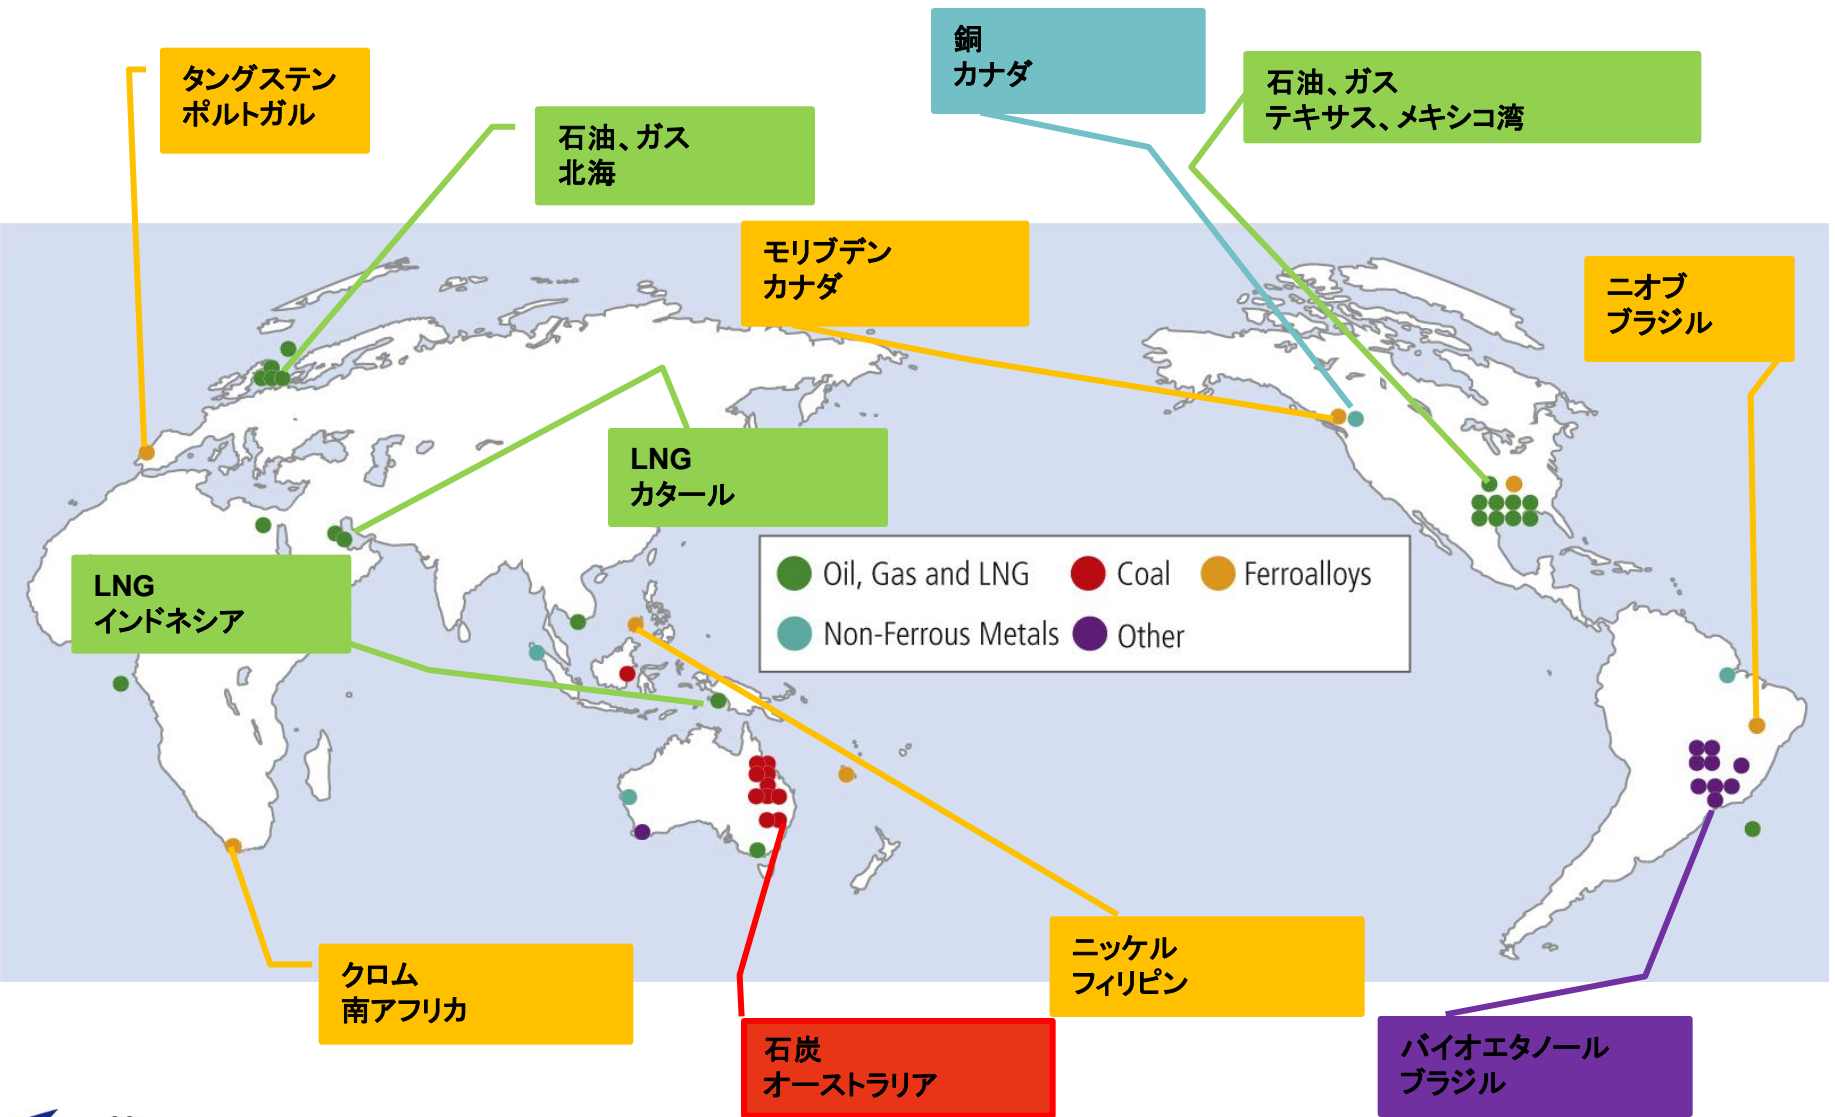 銅
カナダ
タングステン
ポルトガル
石油、ガス
テキサス、メキシコ湾
石油、ガス
北海
モリブデン
カナダ
ニオブ
ブラジル
LNG
カタール
LNG
インドネシア
Oil, Gas and LNG
Coal
Ferroalloys
Non-Ferrous Metals
Other
ニッケル
フィリピン
クロム
南アフリカ
石炭
オーストラリア
バイオエタノール
ブラジル